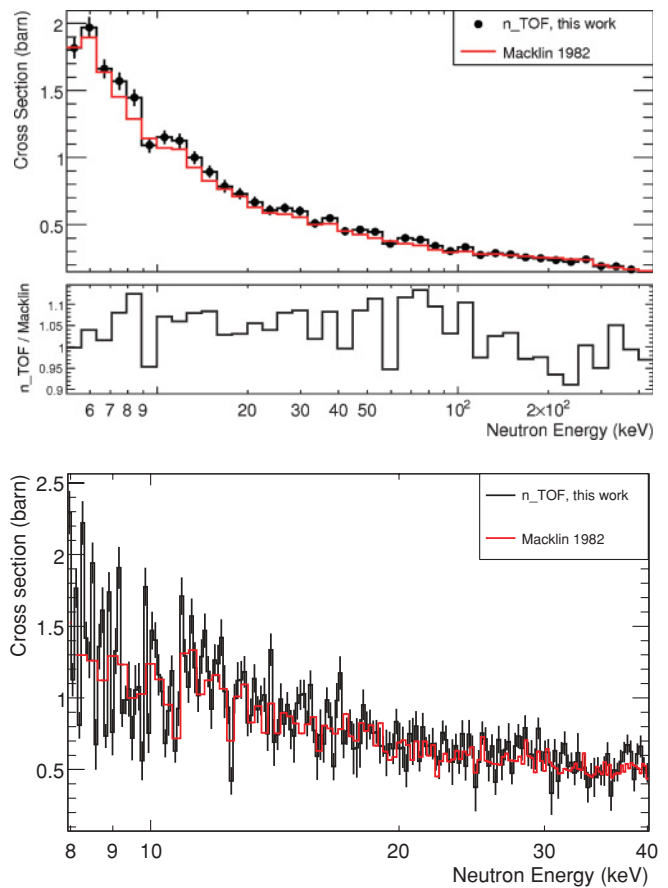 2
1.5
1
0.5
Cross Section (barn)
n_TOF, this work
Macklin 1982
1.1
1.05
1
0.95
0.9
n_TOF / Macklin
6 7 8 9 20 30 40 50 10² 2×10²
Neutron Energy (keV)
2.5
2
1.5
1
0.5
Cross section (barn)
n_TOF, this work
Macklin 1982
8 9 10 20 30 40
Neutron Energy (keV)